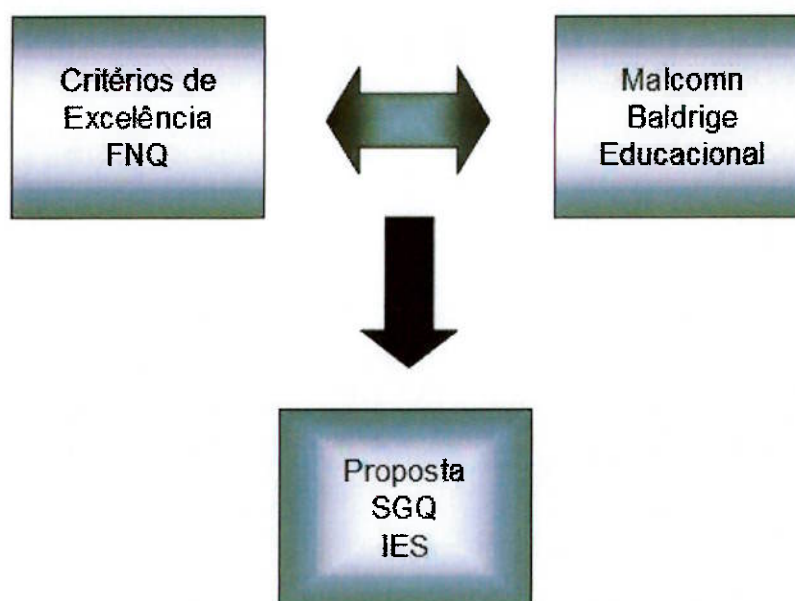 Critérios de
Excelência
FNQ
Malcomn
Baldrige
Educacional
Proposta
SGQ
IES